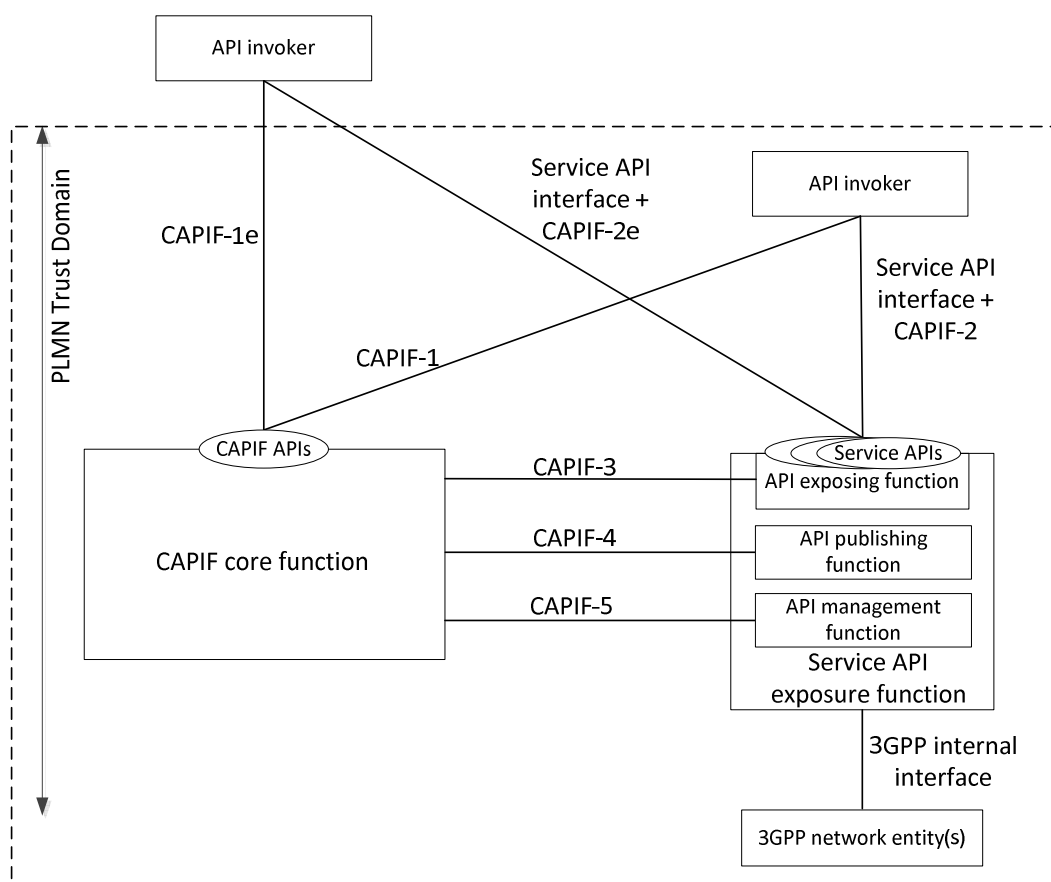 API invoker
PLMN Trust Domain
Service API
interface +
CAPIF-2e
API invoker
CAPIF-1e
Service API
interface +
CAPIF-2
CAPIF-1
CAPIF APIs
Service APIs
CAPIF-3
API exposing function
CAPIF core function
CAPIF-4
API publishing
function
CAPIF-5
API management
function
Service API
exposure function
3GPP internal
interface
3GPP network entity(s)